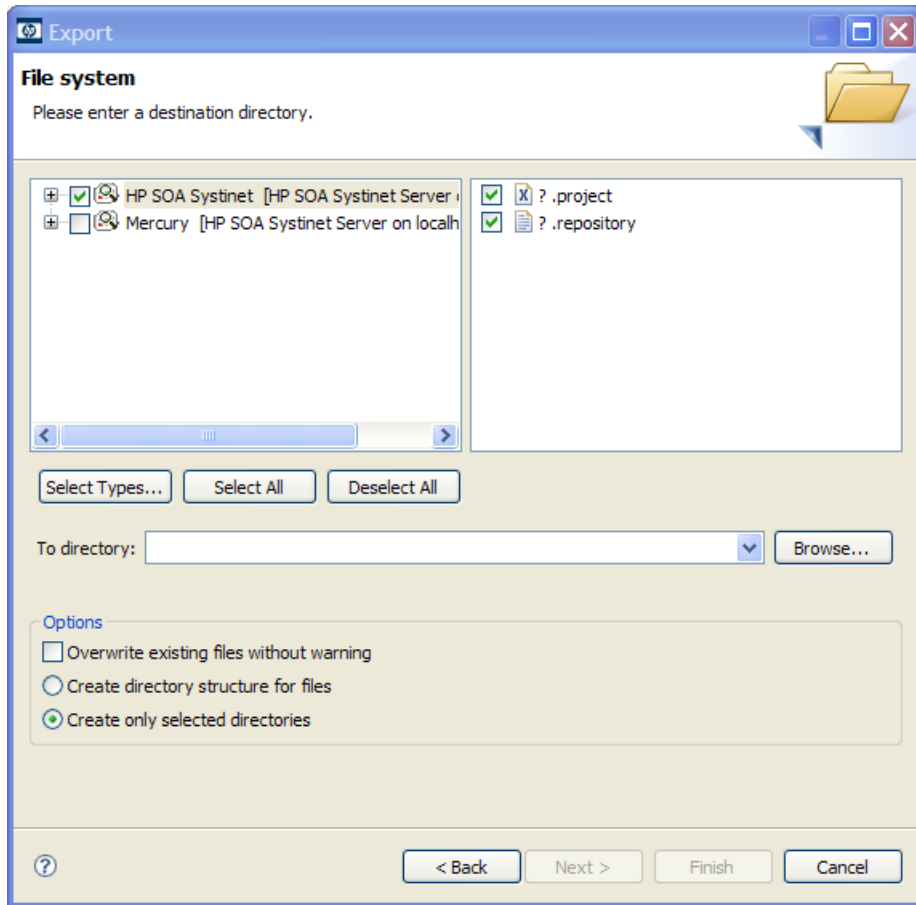 Export
File system
Please enter a destination directory.
HP SOA Systinet [HP SOA Systinet Server
Mercury [HP SOA Systinet Server on localh
? .project
? .repository
Select Types...
Select All
Deselect All
To directory:
Browse...
Options
Overwrite existing files without warning
Create directory structure for files
Create only selected directories
< Back
Next >
Finish
Cancel